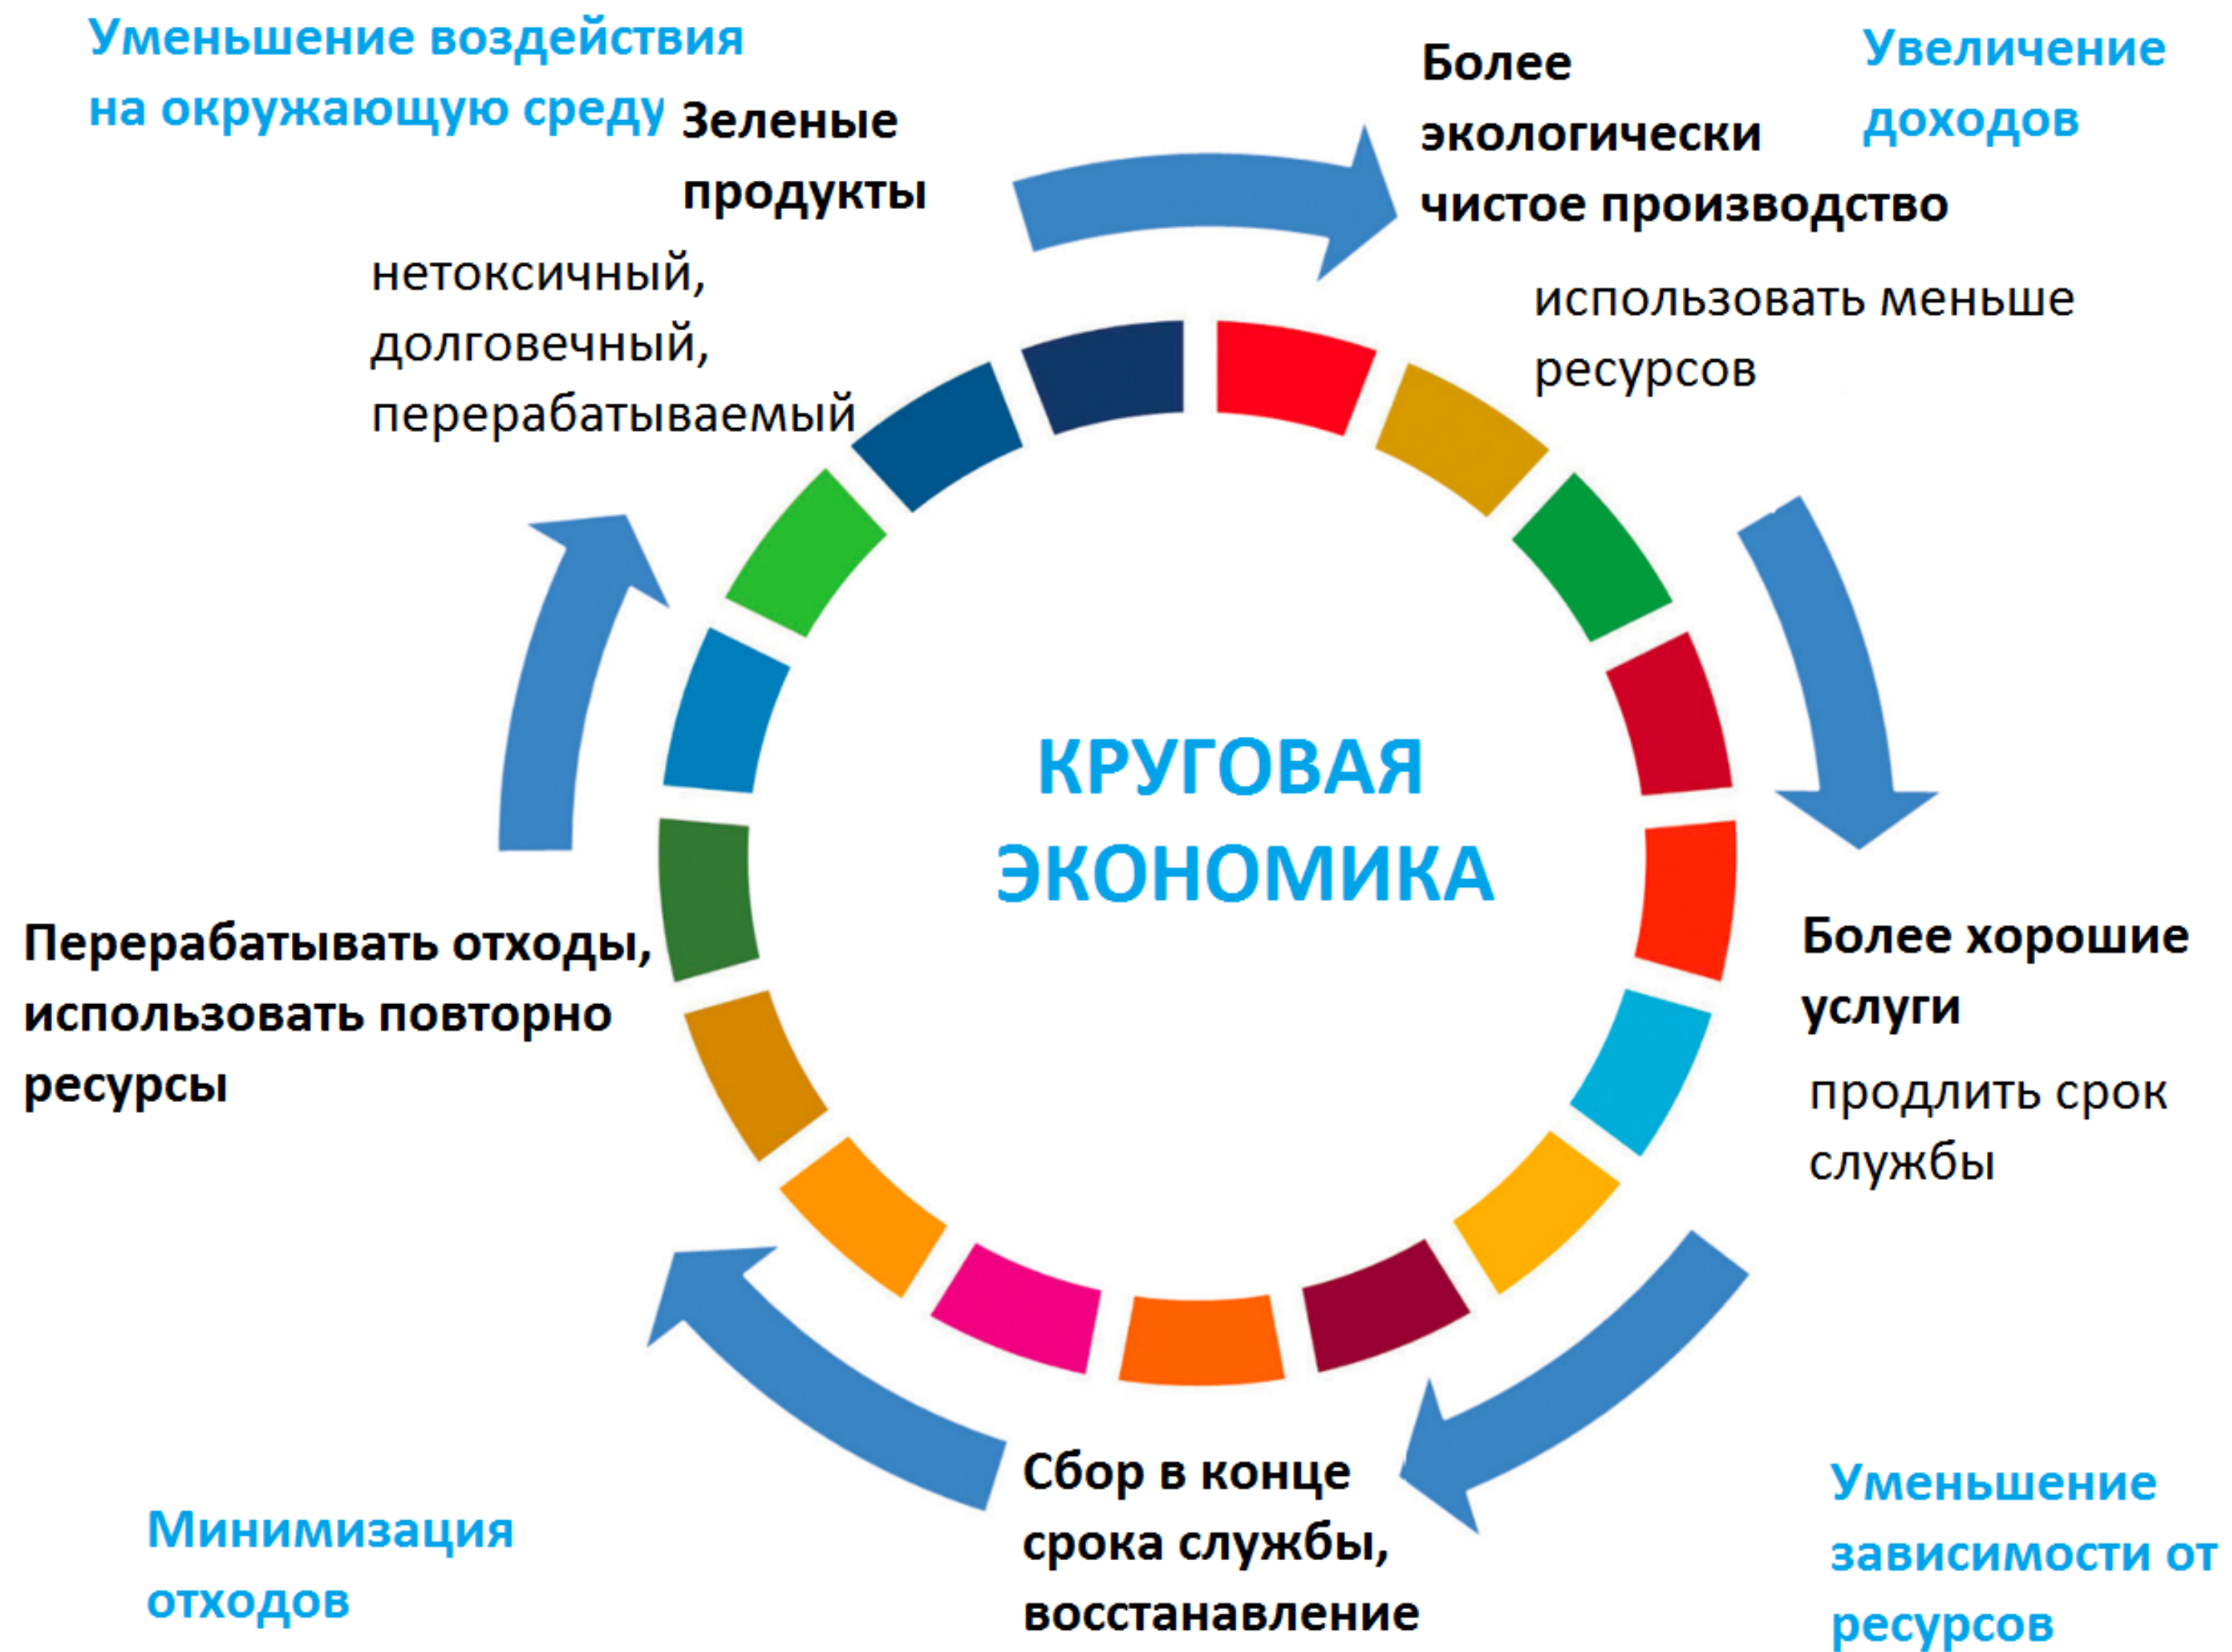 Уменьшение воздействия
на окружающую среду
Зеленые
продукты
нетоксичный,
долговечный,
перерабатываемый
Более
экологически
чистое производство
Увеличение
доходов
использовать меньше
ресурсов
КРУГОВАЯ
ЭКОНОМИКА
Более хорошие
услуги
продлить срок
службы
Перерабатывать отходы,
использовать повторно
ресурсы
Сбор в конце
срока службы,
восстанавление
Уменьшение
зависимости от
ресурсов
Минимизация
отходов